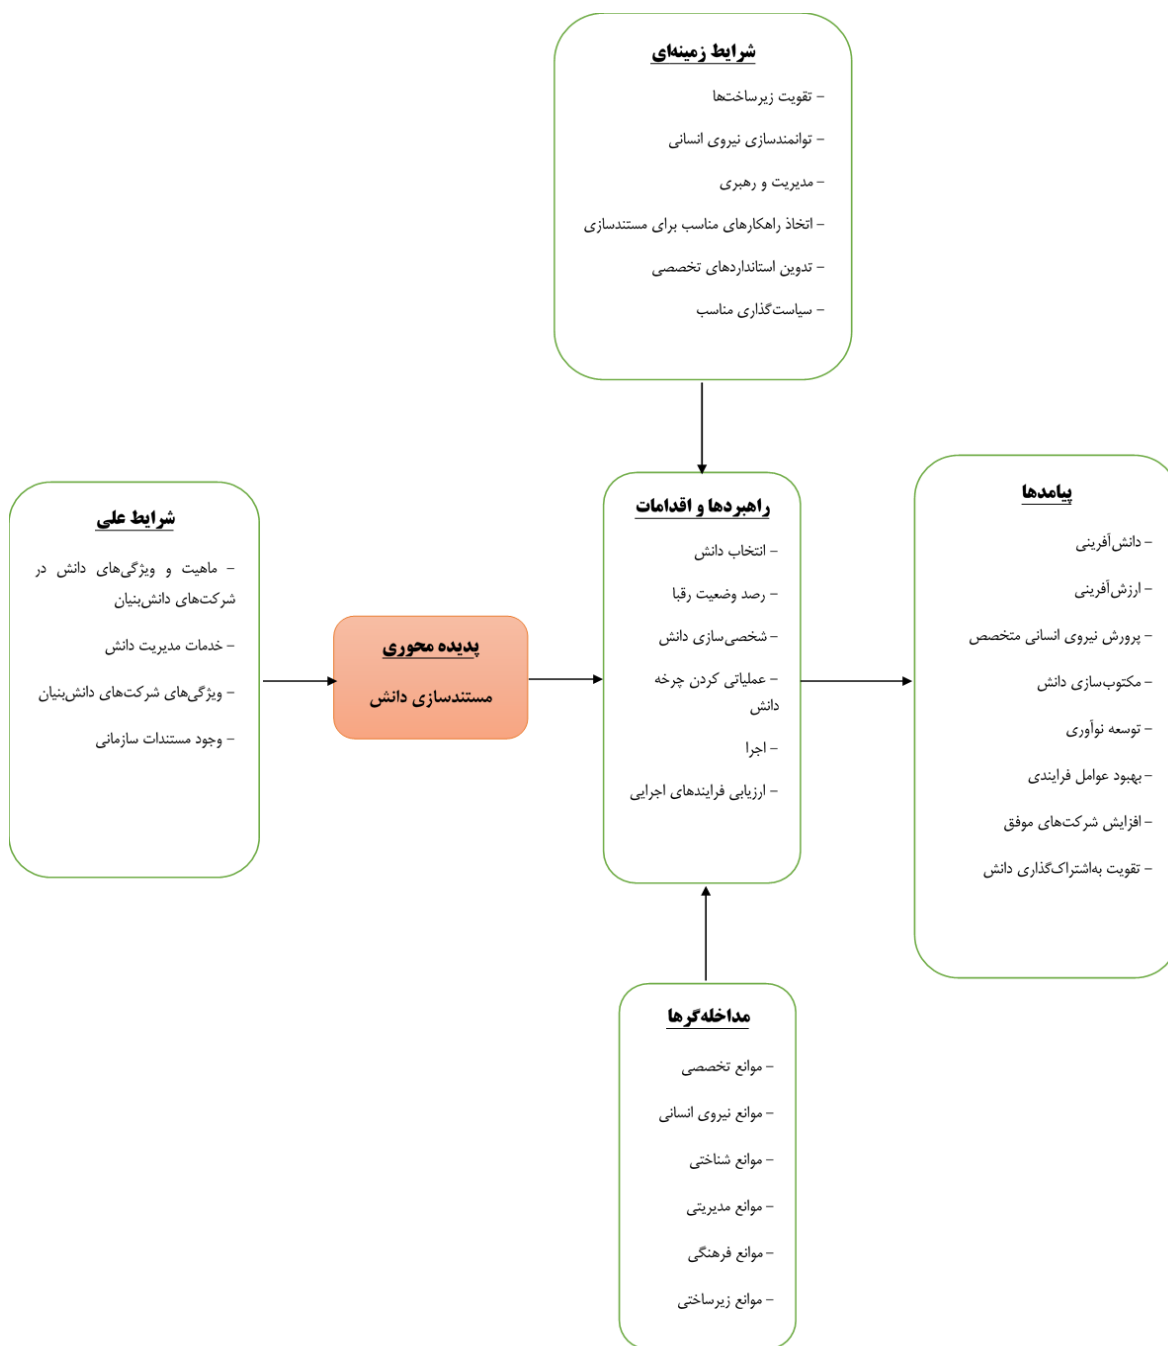 شرایط زمینه‌ای
- تقویت زیرساخت‌ها
- توانمندسازی نیروی انسانی
- مدیریت و رهبری
- اتخاذ راهکارهای مناسب برای مستندسازی
- تدوین استانداردهای تخصصی
- سیاست‌گذاری مناسب
شرایط علی
- ماهیت و ویژگی‌های دانش در
شرکت‌های دانش‌بنیان
- خدمات مدیریت دانش
- ویژگی‌های شرکت‌های دانش‌بنیان
- وجود مستندات سازمانی
پدیده محوری
مستندسازی دانش
راهبردها و اقدامات
- انتخاب دانش
- رصد وضعیت رقبا
- شخصی‌سازی دانش
- عملیاتی کردن چرخه
دانش
- اجرا
- ارزیابی فرایندهای اجرایی
پیامدها
- دانش‌آفرینی
- ارزش‌آفرینی
- پرورش نیروی انسانی متخصص
- مکتوب‌سازی دانش
- توسعه نوآوری
- بهبود عوامل فرایندی
- افزایش شرکت‌های موفق
- تقویت به‌اشتراک‌گذاری دانش
مداخله‌گرها
- موانع تخصصی
- موانع نیروی انسانی
- موانع شناختی
- موانع مدیریتی
- موانع فرهنگی
- موانع زیرساختی